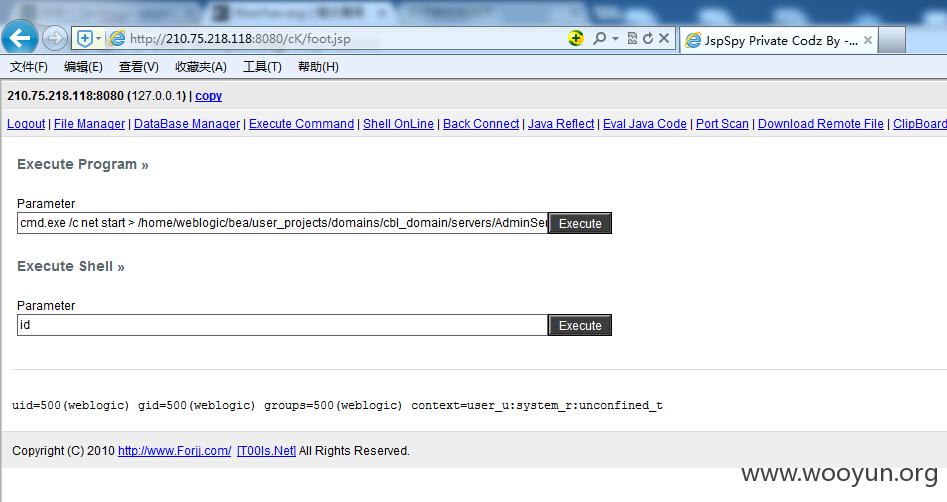 http://210.75.218.118:8080/cK/foot.jsp
JspSpy Private Codz By -...
文件(F) 编辑(E) 查看(V) 收藏夹(A) 工具(T) 帮助(H)
210.75.218.118:8080 (127.0.0.1) | copy
Logout | File Manager | DataBase Manager | Execute Command | Shell OnLine | Back Connect | Java Reflect | Eval Java Code | Port Scan | Download Remote File | ClipBoard
Execute Program »
Parameter
cmd.exe /c net start > /home/weblogic/bea/user_projects/domains/cbl_domain/servers/AdminSer
Execute
Execute Shell »
Parameter
id
Execute
uid=500(weblogic) gid=500(weblogic) groups=500(weblogic) context=user_u:system_r:unconfined_t
Copyright (C) 2010 http://www.Forjj.com/ [T00ls.Net] All Rights Reserved.
www.wooyun.org